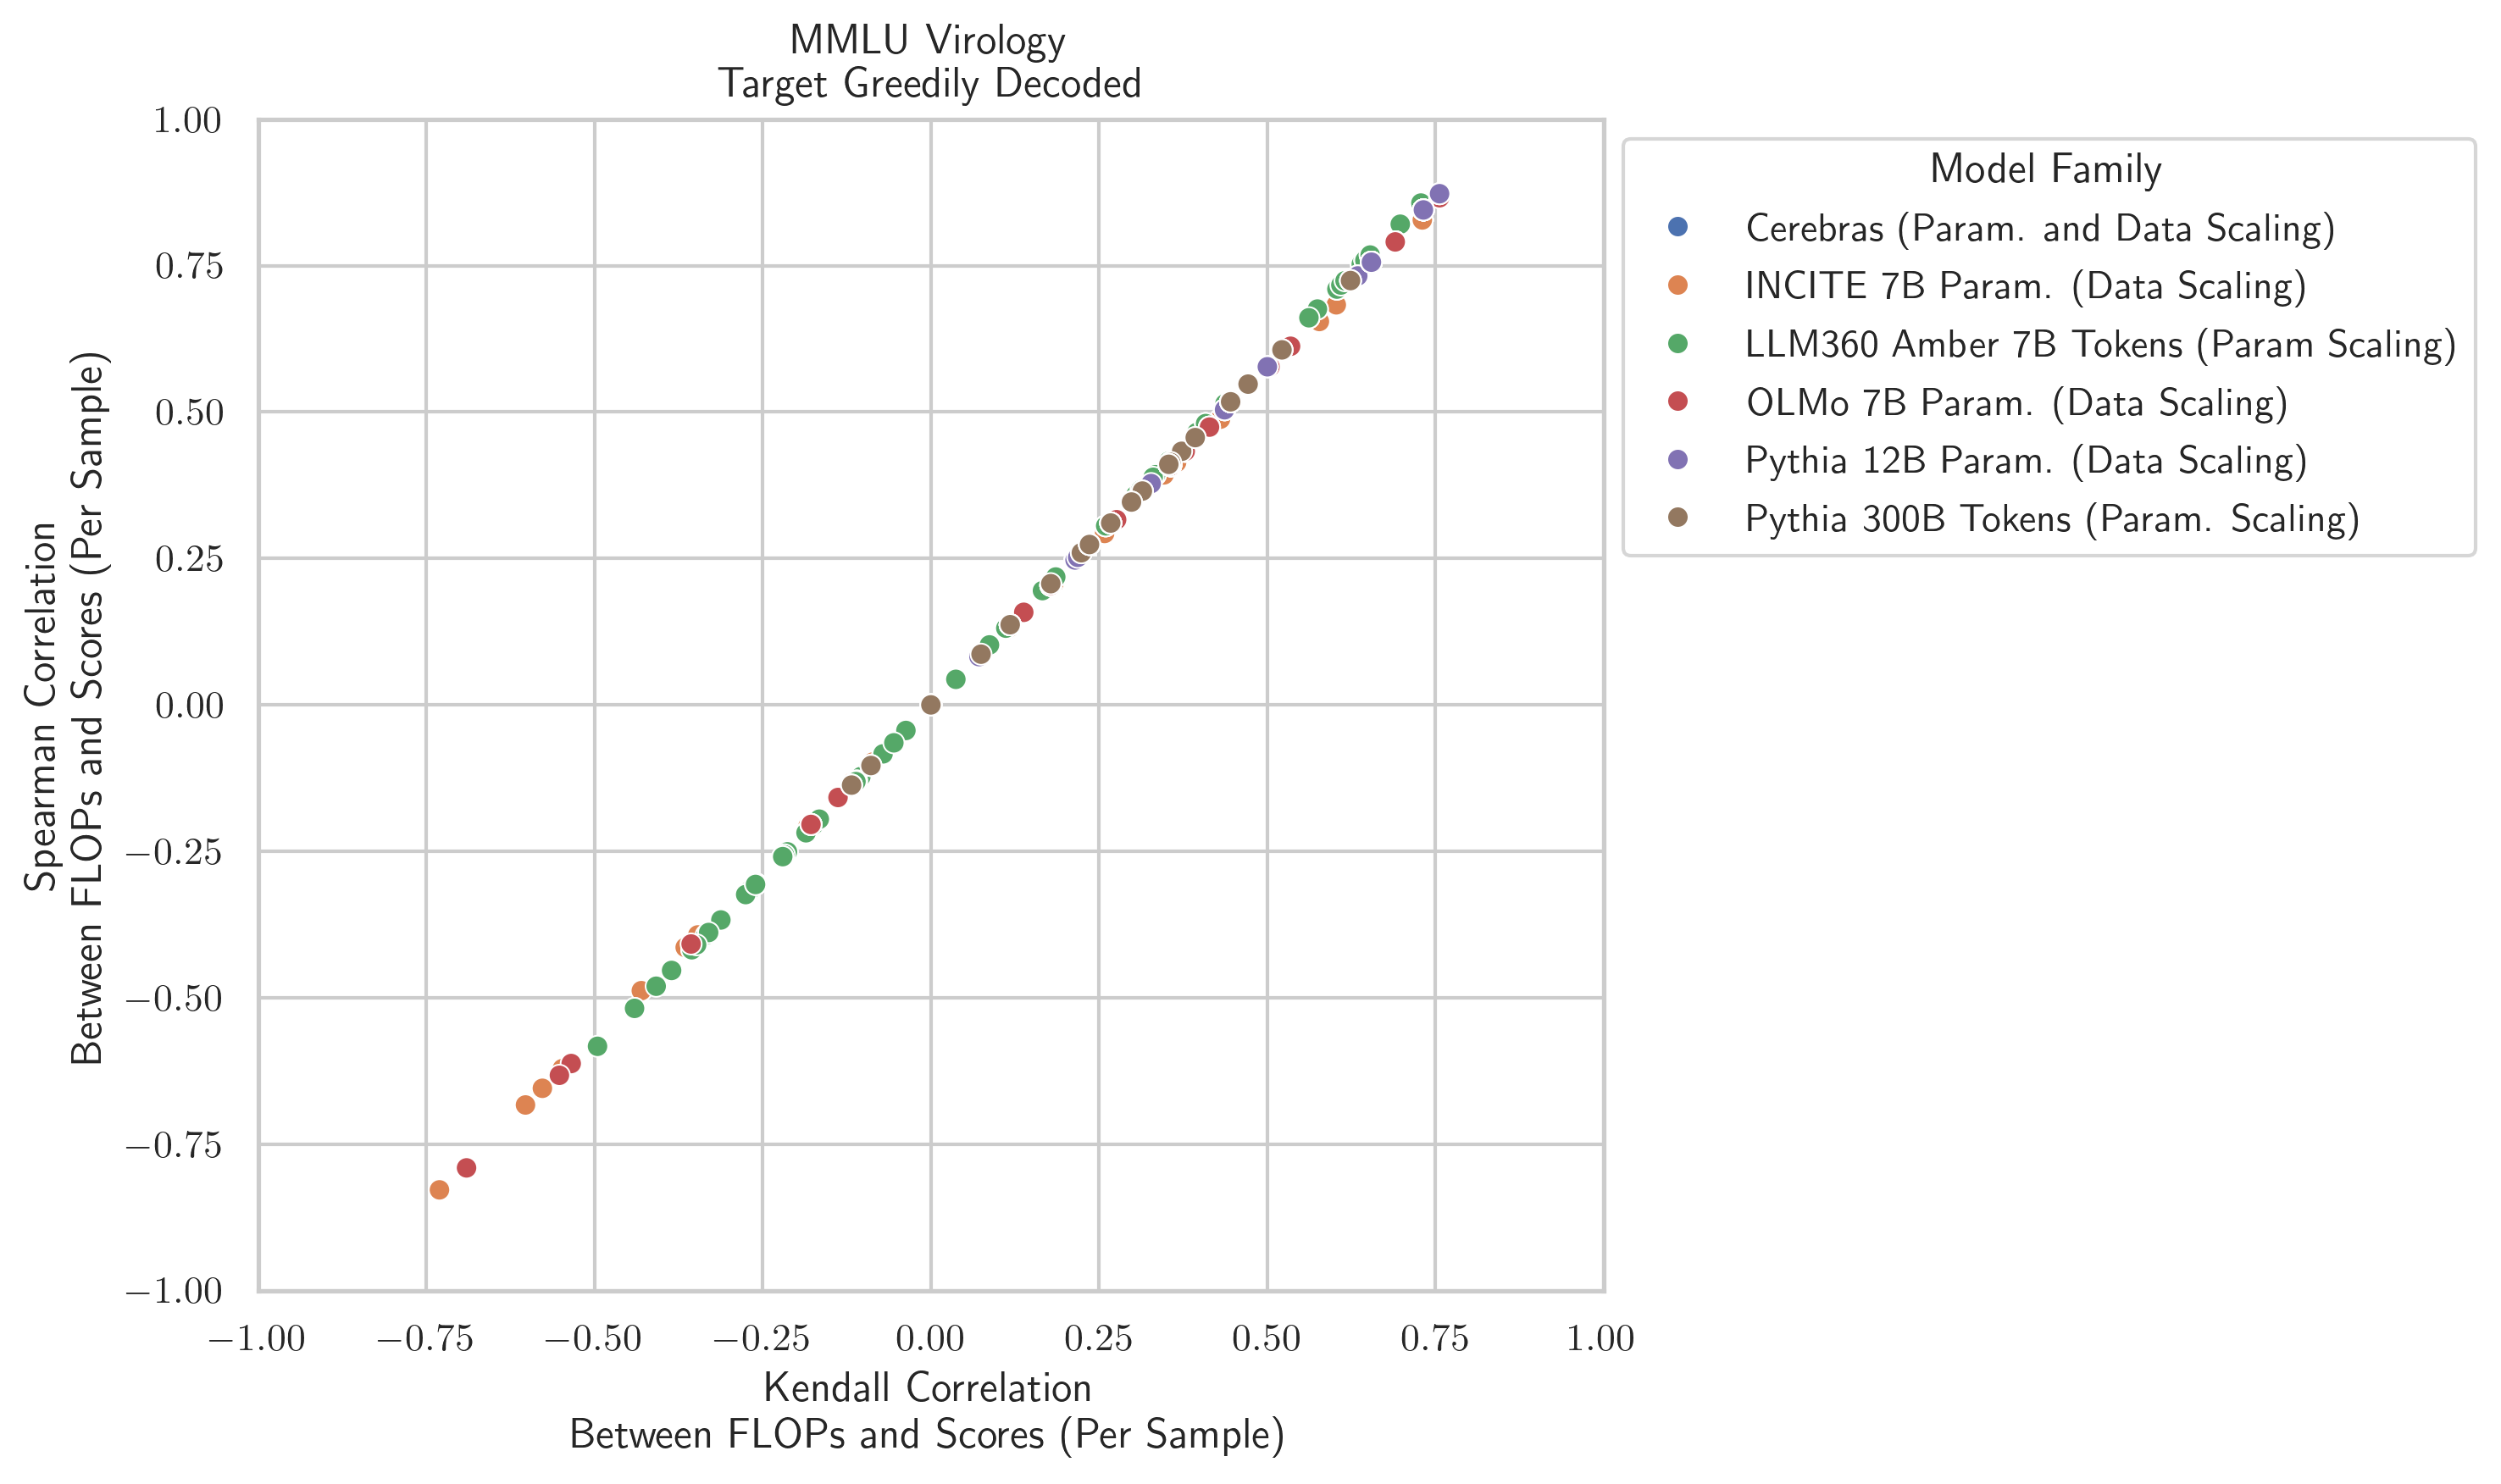 MMLU Virology
Target Greedily Decoded
Spearman Correlation
Between FLOPs and Scores (Per Sample)
1.00
0.75
0.50
0.25
0.00
−0.25
−0.50
−0.75
−1.00
−1.00 −0.75 −0.50 −0.25 0.00 0.25 0.50 0.75 1.00
Kendall Correlation
Between FLOPs and Scores (Per Sample)
Model Family
Cerebras (Param. and Data Scaling)
INCITE 7B Param. (Data Scaling)
LLM360 Amber 7B Tokens (Param Scaling)
OLMo 7B Param. (Data Scaling)
Pythia 12B Param. (Data Scaling)
Pythia 300B Tokens (Param. Scaling)